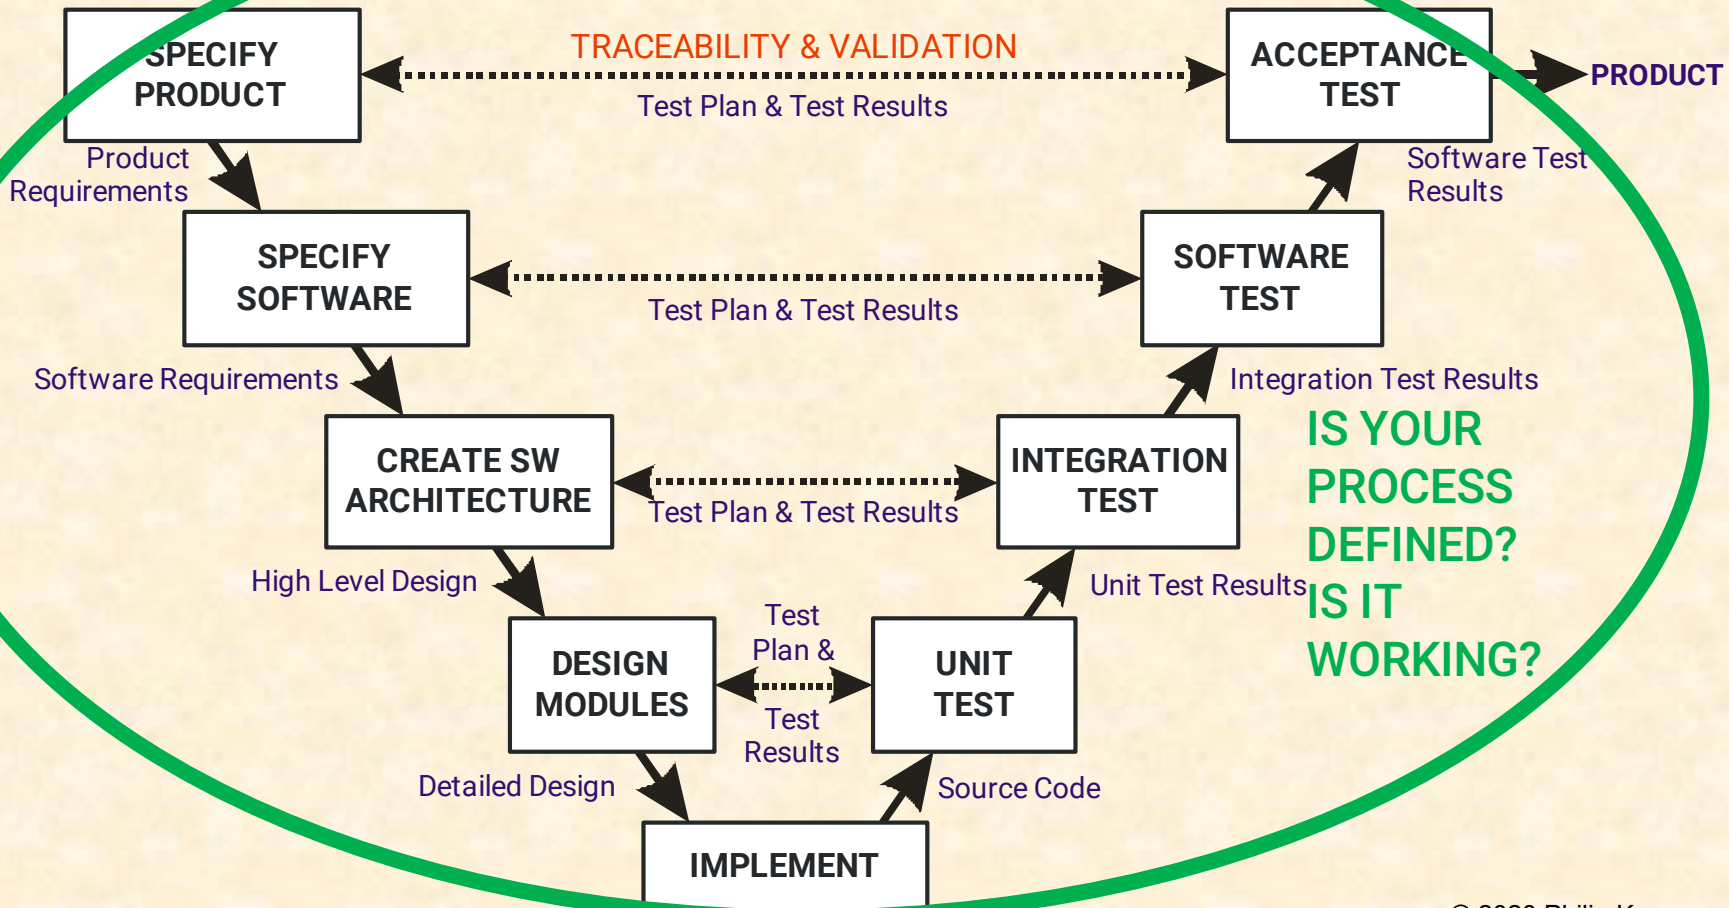 SPECIFY
PRODUCT
TRACEABILITY & VALIDATION
Test Plan & Test Results
ACCEPTANCE
TEST
PRODUCT
Product
Requirements
Software Test
Results
SPECIFY
SOFTWARE
Test Plan & Test Results
SOFTWARE
TEST
Software Requirements
Integration Test Results
CREATE SW
ARCHITECTURE
Test Plan & Test Results
INTEGRATION
TEST
IS YOUR
PROCESS
DEFINED?
IS IT
WORKING?
High Level Design
Unit Test Results
DESIGN
MODULES
Test
Plan &
Test
Results
UNIT
TEST
Detailed Design
Source Code
IMPLEMENT